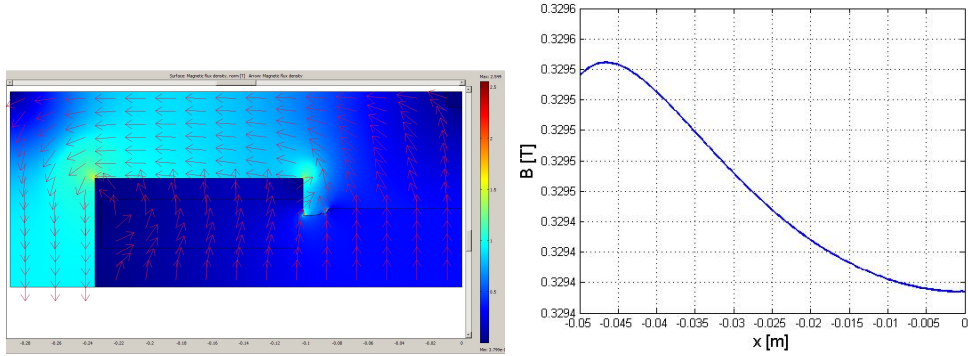 Surface: Magnetic flux density, norm [T] Arrow: Magnetic flux density
Max: 2.549
2.5
2
1.5
1
0.5
-0.28 -0.26 -0.24 -0.22 -0.2 -0.18 -0.16 -0.14 -0.12 -0.1 -0.08 -0.06 -0.04 -0.02 0
0.3296
0.3296
0.3295
0.3295
0.3295
0.3295
0.3294
0.3294
0.3294
0.3294
B [T]
-0.05 -0.045 -0.04 -0.035 -0.03 -0.025 -0.02 -0.015 -0.01 -0.005 0
x [m]